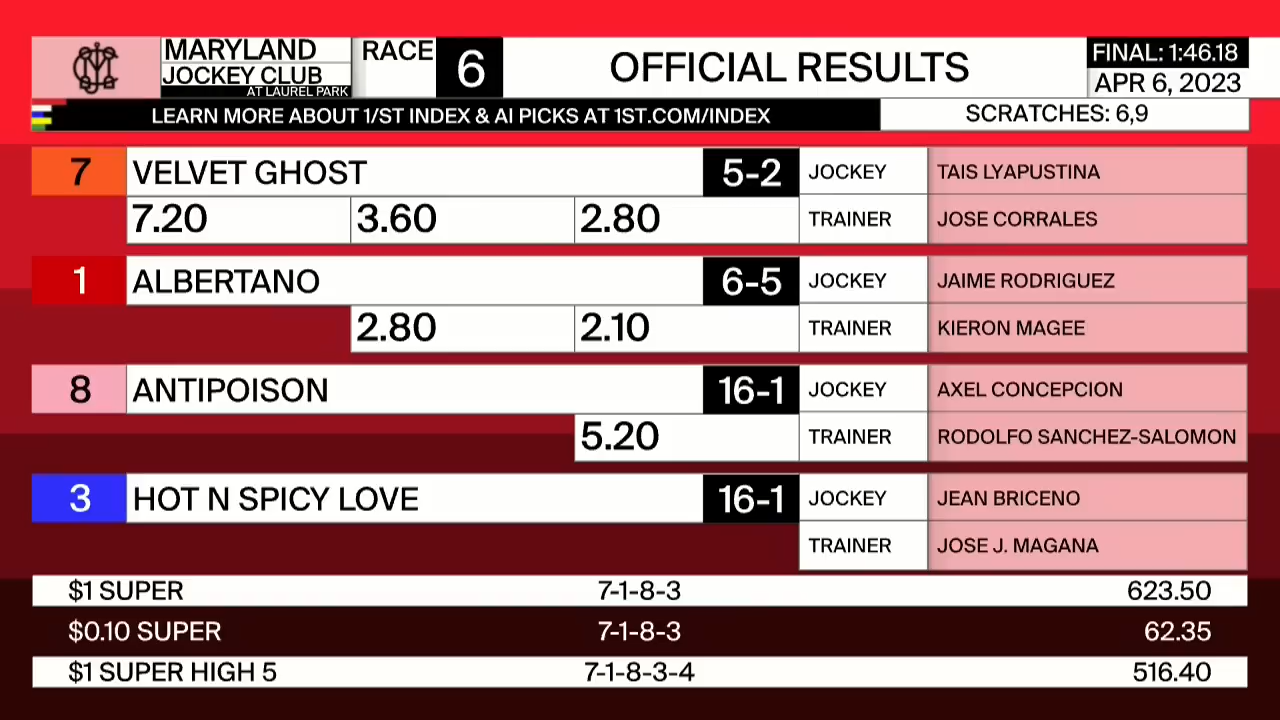 MARYLAND
JOCKEY CLUB
AT LAUREL PARK
RACE 6
OFFICIAL RESULTS
FINAL: 1:46.18
APR 6, 2023
LEARN MORE ABOUT 1/ST INDEX & AI PICKS AT 1ST.COM/INDEX
SCRATCHES: 6,9
7 VELVET GHOST 5-2 JOCKEY TAIS LYAPUSTINA
7.20 3.60 2.80 TRAINER JOSE CORRALES
1 ALBERTANO 6-5 JOCKEY JAIME RODRIGUEZ
2.80 2.10 TRAINER KIERON MAGEE
8 ANTIPOISON 16-1 JOCKEY AXEL CONCEPCION
5.20 TRAINER RODOLFO SANCHEZ-SALOMON
3 HOT N SPICY LOVE 16-1 JOCKEY JEAN BRICENO
TRAINER JOSE J. MAGANA
$1 SUPER 7-1-8-3 623.50
$0.10 SUPER 7-1-8-3 62.35
$1 SUPER HIGH 5 7-1-8-3-4 516.40